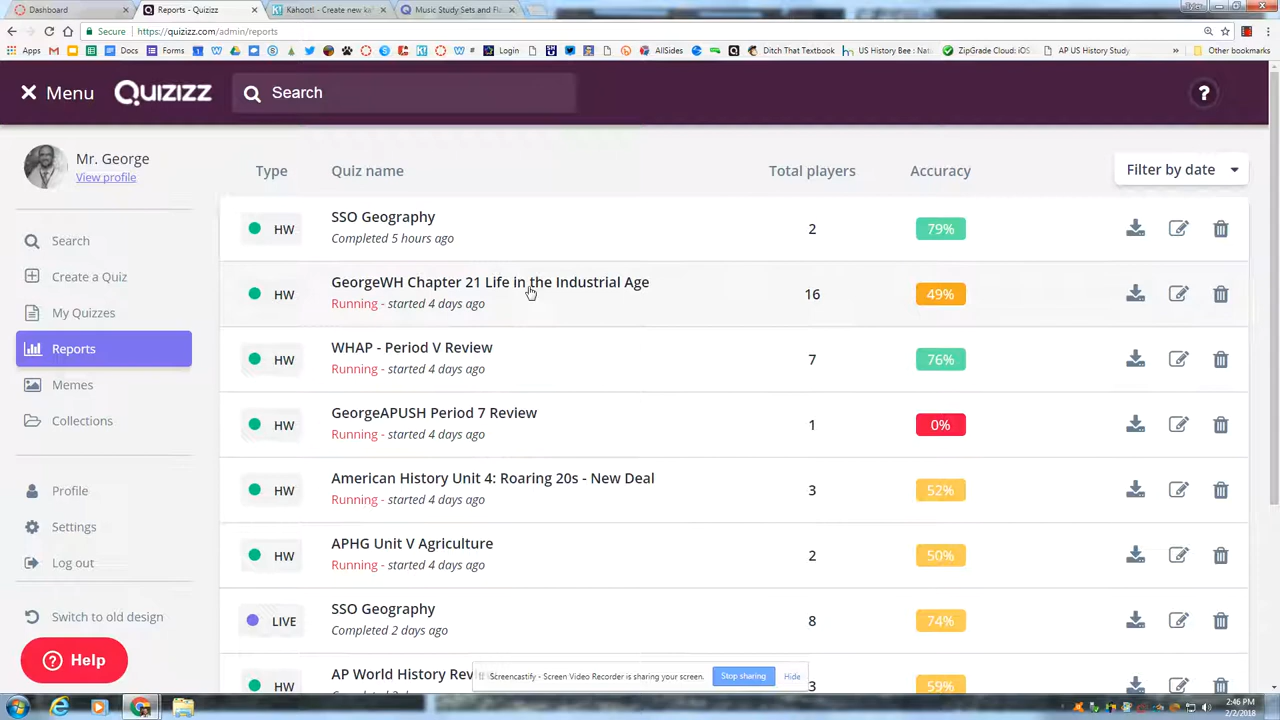 Dashboard
Reports - Quizizz
Kahoot! - Create new ka
Music Study Sets and Fla
Tyler
Secure
https://quizizz.com/admin/reports
Apps
Docs
Forms
Login
AllSides
Ditch That Textbook
US History Bee : Nati
ZipGrade Cloud: iOS
AP US History Study
Other bookmarks
Menu
Quizizz
Search
?
Mr. George
View profile
Search
Create a Quiz
My Quizzes
Reports
Memes
Collections
Profile
Settings
Log out
Switch to old design
Help
Type Quiz name Total players Accuracy Filter by date
HW SSO Geography 2 79%
Completed 5 hours ago
HW GeorgeWH Chapter 21 Life in the Industrial Age 16 49%
Running - started 4 days ago
HW WHAP - Period V Review 7 76%
Running - started 4 days ago
HW GeorgeAPUSH Period 7 Review 1 0%
Running - started 4 days ago
HW American History Unit 4: Roaring 20s - New Deal 3 52%
Running - started 4 days ago
HW APHG Unit V Agriculture 2 50%
Running - started 4 days ago
LIVE SSO Geography 8 74%
Completed 2 days ago
HW AP World History Rev 3 59%
Screencastify - Screen Video Recorder is sharing your screen. Stop sharing Hide
2:46 PM
2/2/2018